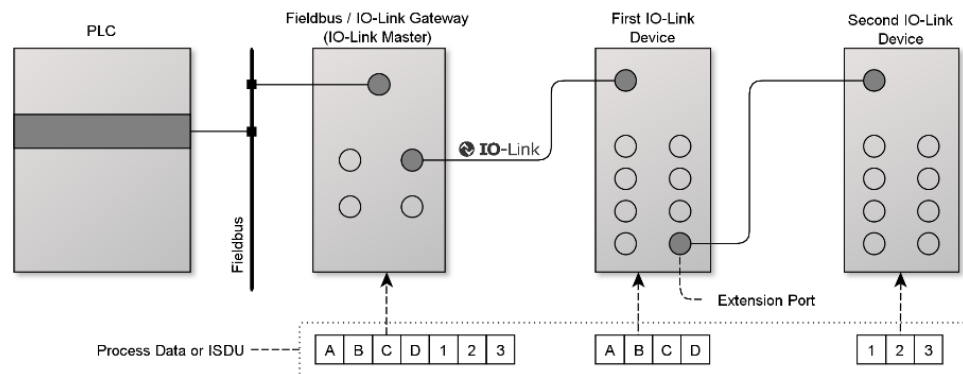 PLC
Fieldbus / IO-Link Gateway
(IO-Link Master)
First IO-Link
Device
Second IO-Link
Device
IO-Link
Fieldbus
Extension Port
Process Data or ISDU
A B C D 1 2 3
A B C D
1 2 3